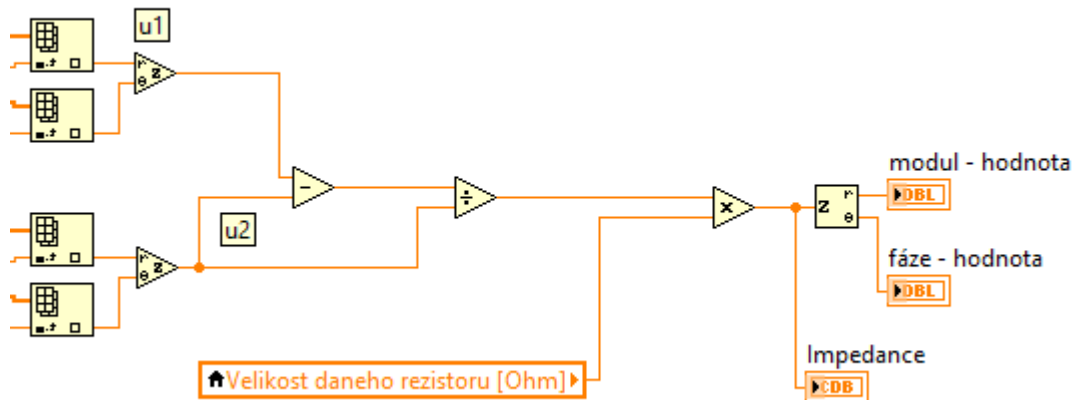 u1
r
θ z
modul - hodnota
DBL
-
÷
×
z r
θ
u2
r
θ z
fáze - hodnota
DBL
Impedance
Velikost daneho rezistoru [Ohm]
CDB